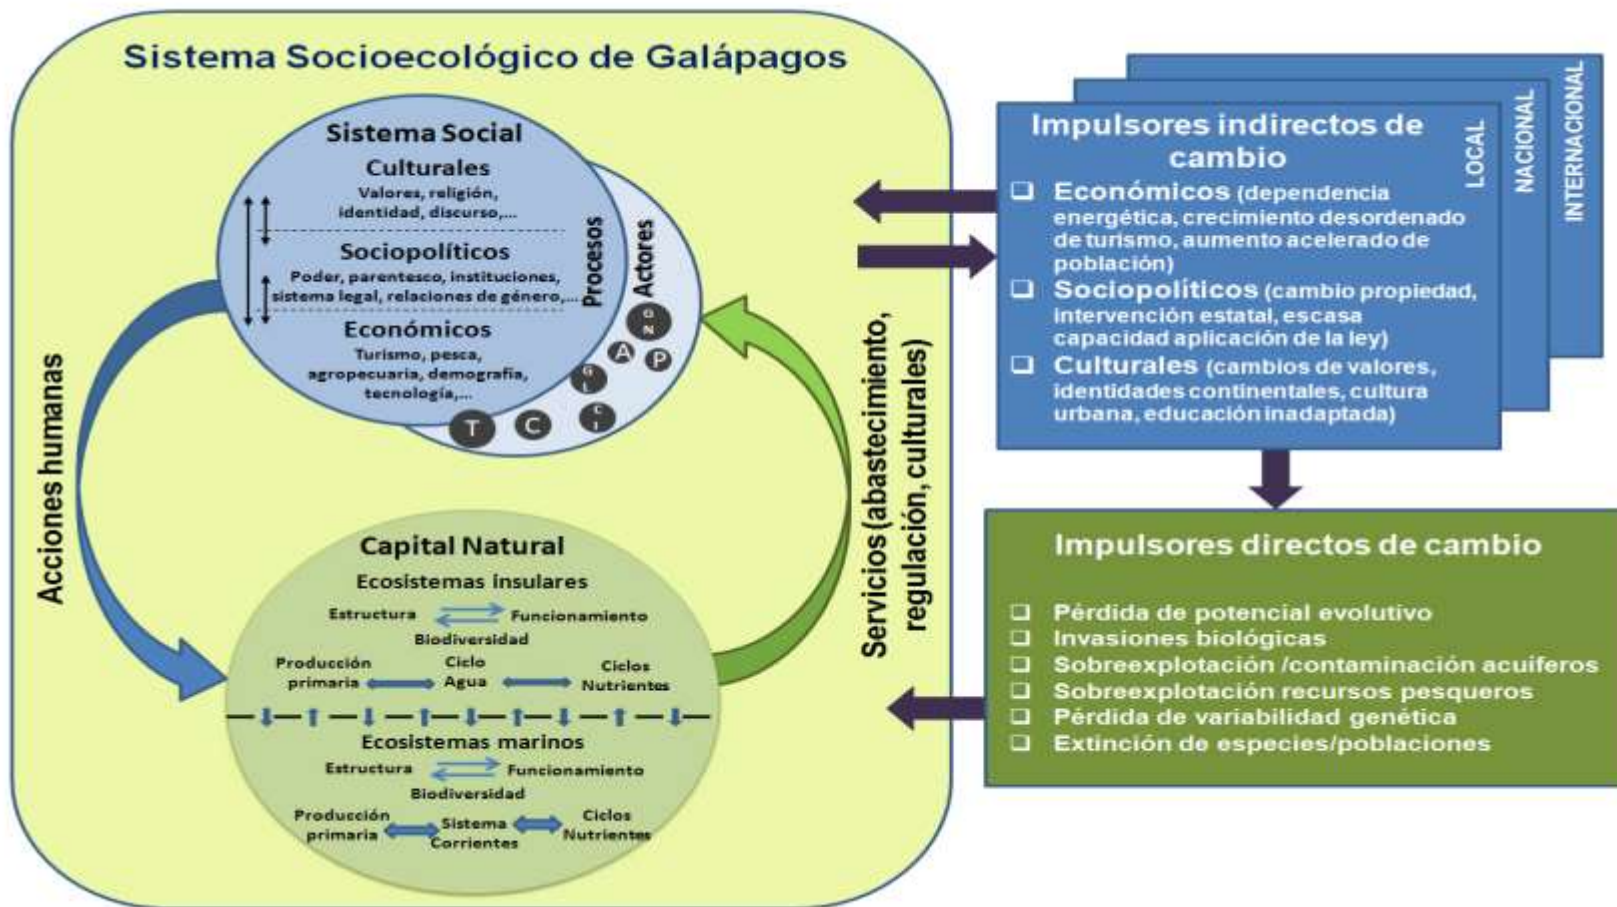 Sistema Socioecológico de Galápagos
Sistema Social
Culturales
Valores, religión,
identidad, discurso,...
Sociopolíticos
Poder, parentesco, instituciones,
sistema legal, relaciones de género,...
Económicos
Turismo, pesca,
agropecuaria, demografía,
tecnología,...
Procesos
Actores
G
N
A
P
G
L
C
I
C
T
Acciones humanas
Servicios (abastecimiento,
regulación, culturales)
Capital Natural
Ecosistemas insulares
Estructura Funcionamiento
Biodiversidad
Producción
primaria
Ciclo
Agua
Ciclos
Nutrientes
Ecosistemas marinos
Estructura Funcionamiento
Biodiversidad
Producción
primaria
Sistema
Corrientes
Ciclos
Nutrientes
Impulsores indirectos de
cambio
Económicos (dependencia
energética, crecimiento desordenado
de turismo, aumento acelerado de
población)
Sociopolíticos (cambio propiedad,
intervención estatal, escasa
capacidad aplicación de la ley)
Culturales (cambios de valores,
identidades continentales, cultura
urbana, educación inadaptada)
LOCAL
NACIONAL
INTERNACIONAL
Impulsores directos de cambio
Pérdida de potencial evolutivo
Invasiones biológicas
Sobreexplotación /contaminación acuíferos
Sobreexplotación recursos pesqueros
Pérdida de variabilidad genética
Extinción de especies/poblaciones